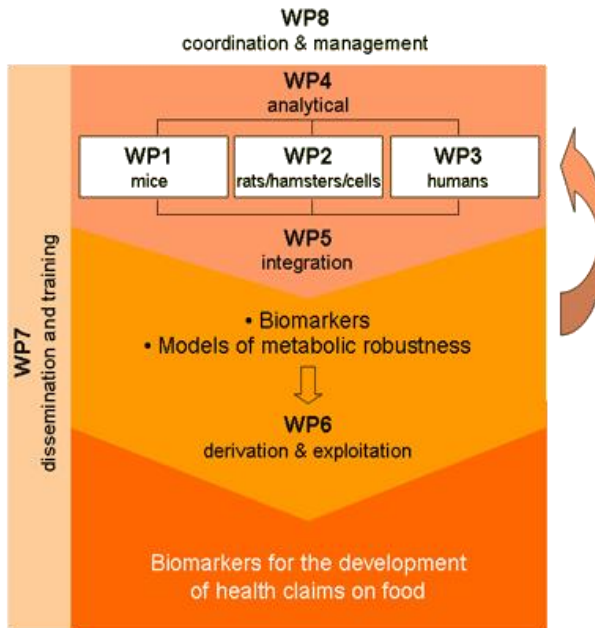 WP8
coordination & management
WP4
analytical
WP1
mice
WP2
rats/hamsters/cells
WP3
humans
WP5
integration
WP7
dissemination and training
• Biomarkers
• Models of metabolic robustness
WP6
derivation & exploitation
Biomarkers for the development
of health claims on food